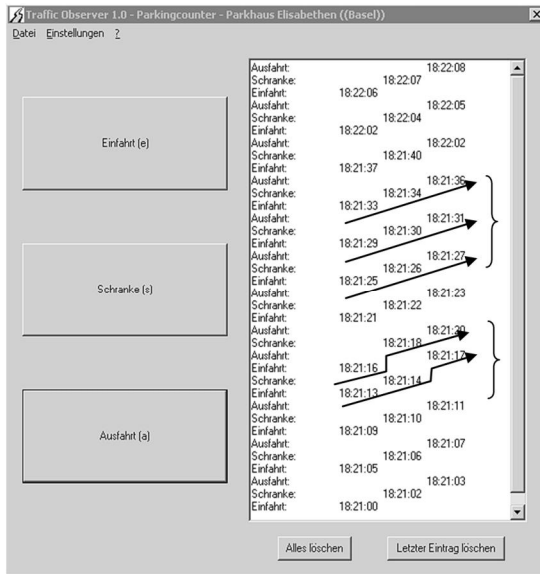 Traffic Observer 1.0 - Parkingcounter - Parkhaus Elisabethen ((Basel))
Datei Einstellungen ?
Einfahrt (e)
Schranke (s)
Ausfahrt (a)
Ausfahrt: 18:22:08
Schranke: 18:22:07
Einfahrt: 18:22:06
Ausfahrt: 18:22:05
Schranke: 18:22:04
Einfahrt: 18:22:02
Ausfahrt: 18:22:02
Schranke: 18:21:40
Einfahrt: 18:21:37
Ausfahrt: 18:21:36
Schranke: 18:21:34
Einfahrt: 18:21:33
Ausfahrt: 18:21:31
Schranke: 18:21:30
Einfahrt: 18:21:29
Ausfahrt: 18:21:27
Schranke: 18:21:26
Einfahrt: 18:21:25
Ausfahrt: 18:21:23
Schranke: 18:21:22
Einfahrt: 18:21:21
Ausfahrt: 18:21:20
Schranke: 18:21:18
Ausfahrt: 18:21:17
Einfahrt: 18:21:16
Schranke: 18:21:14
Einfahrt: 18:21:13
Ausfahrt: 18:21:11
Schranke: 18:21:10
Einfahrt: 18:21:09
Ausfahrt: 18:21:07
Schranke: 18:21:06
Einfahrt: 18:21:05
Ausfahrt: 18:21:03
Schranke: 18:21:02
Einfahrt: 18:21:00
Alles löschen
Letzter Eintrag löschen